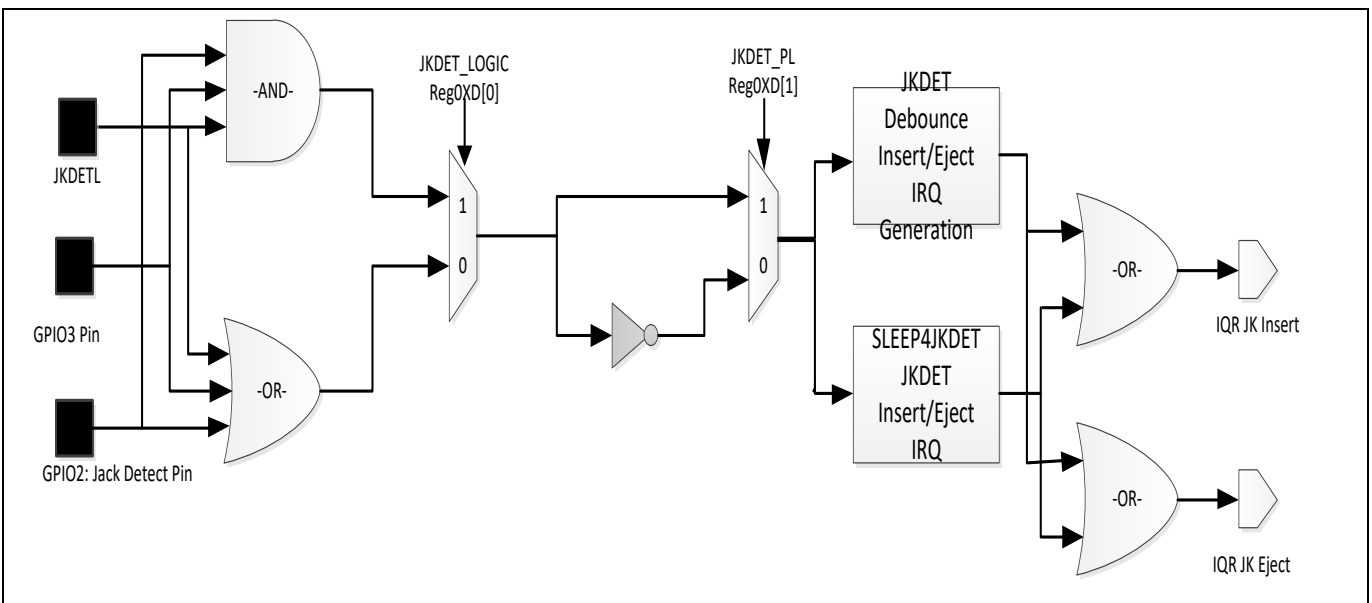 -AND-
JKDETL
GPIO3 Pin
-OR-
GPIO2: Jack Detect Pin
JKDET_LOGIC
Reg0XD[0]
1
0
JKDET_PL
Reg0XD[1]
1
0
JKDET
Debounce
Insert/Eject
IRQ
Generation
SLEEP4JKDET
JKDET
Insert/Eject
IRQ
-OR-
IQR JK Insert
-OR-
IQR JK Eject